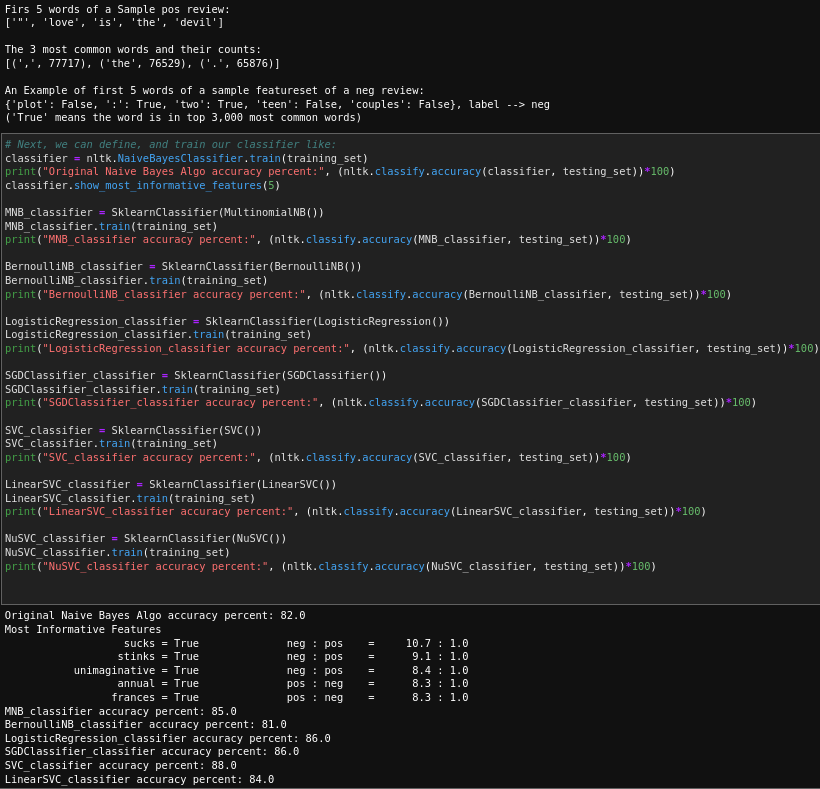 Firs 5 words of a Sample pos review:
['"', 'love', 'is', 'the', 'devil']
The 3 most common words and their counts:
[(',', 77717), ('the', 76529), ('.', 65876)]
An Example of first 5 words of a sample featureset of a neg review:
{'plot': False, ':': True, 'two': True, 'teen': False, 'couples': False}, label --> neg
('True' means the word is in top 3,000 most common words)
# Next, we can define, and train our classifier like:
classifier = nltk.NaiveBayesClassifier.train(training_set)
print("Original Naive Bayes Algo accuracy percent:", (nltk.classify.accuracy(classifier, testing_set))*100)
classifier.show_most_informative_features(5)
MNB_classifier = SklearnClassifier(MultinomialNB())
MNB_classifier.train(training_set)
print("MNB_classifier accuracy percent:", (nltk.classify.accuracy(MNB_classifier, testing_set))*100)
BernoulliNB_classifier = SklearnClassifier(BernoulliNB())
BernoulliNB_classifier.train(training_set)
print("BernoulliNB_classifier accuracy percent:", (nltk.classify.accuracy(BernoulliNB_classifier, testing_set))*100)
LogisticRegression_classifier = SklearnClassifier(LogisticRegression())
LogisticRegression_classifier.train(training_set)
print("LogisticRegression_classifier accuracy percent:", (nltk.classify.accuracy(LogisticRegression_classifier, testing_set))*100)
SGDClassifier_classifier = SklearnClassifier(SGDClassifier())
SGDClassifier_classifier.train(training_set)
print("SGDClassifier_classifier accuracy percent:", (nltk.classify.accuracy(SGDClassifier_classifier, testing_set))*100)
SVC_classifier = SklearnClassifier(SVC())
SVC_classifier.train(training_set)
print("SVC_classifier accuracy percent:", (nltk.classify.accuracy(SVC_classifier, testing_set))*100)
LinearSVC_classifier = SklearnClassifier(LinearSVC())
LinearSVC_classifier.train(training_set)
print("LinearSVC_classifier accuracy percent:", (nltk.classify.accuracy(LinearSVC_classifier, testing_set))*100)
NuSVC_classifier = SklearnClassifier(NuSVC())
NuSVC_classifier.train(training_set)
print("NuSVC_classifier accuracy percent:", (nltk.classify.accuracy(NuSVC_classifier, testing_set))*100)
Original Naive Bayes Algo accuracy percent: 82.0
Most Informative Features
sucks = True neg : pos = 10.7 : 1.0
stinks = True neg : pos = 9.1 : 1.0
unimaginative = True neg : pos = 8.4 : 1.0
annual = True pos : neg = 8.3 : 1.0
frances = True pos : neg = 8.3 : 1.0
MNB_classifier accuracy percent: 85.0
BernoulliNB_classifier accuracy percent: 81.0
LogisticRegression_classifier accuracy percent: 86.0
SGDClassifier_classifier accuracy percent: 86.0
SVC_classifier accuracy percent: 88.0
LinearSVC_classifier accuracy percent: 84.0